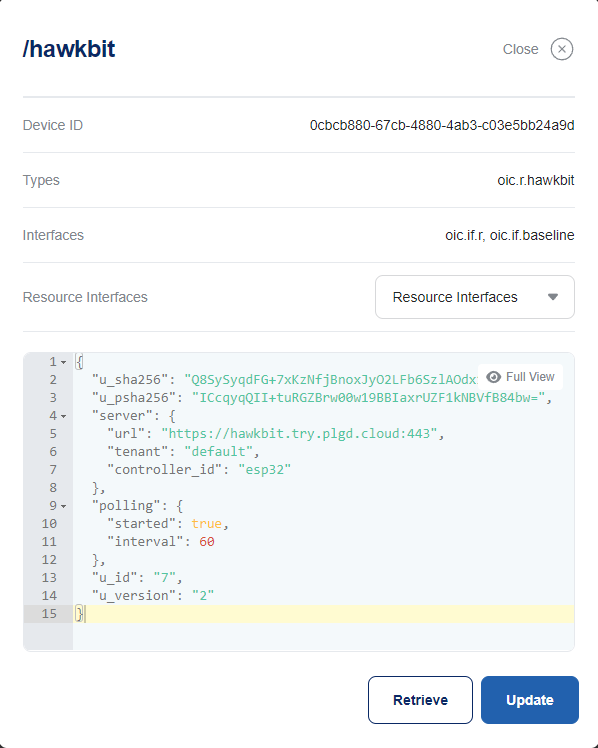 /hawkbit
Close
Device ID
0cbcb880-67cb-4880-4ab3-c03e5bb24a9d
Types
oic.r.hawkbit
Interfaces
oic.if.r, oic.if.baseline
Resource Interfaces
Resource Interfaces
Full View
1 {
2 "u_sha256": "Q8SySyqdFG+7xKzNfjBnoxJyO2LFb6SzlAOdx
3 "u_psha256": "ICcqyqQII+tuRGZBrw00w19BBIaxrUZF1kNBVfB84bw=",
4 "server": {
5 "url": "https://hawkbit.try.plgd.cloud:443",
6 "tenant": "default",
7 "controller_id": "esp32"
8 },
9 "polling": {
10 "started": true,
11 "interval": 60
12 },
13 "u_id": "7",
14 "u_version": "2"
15 }
Retrieve
Update